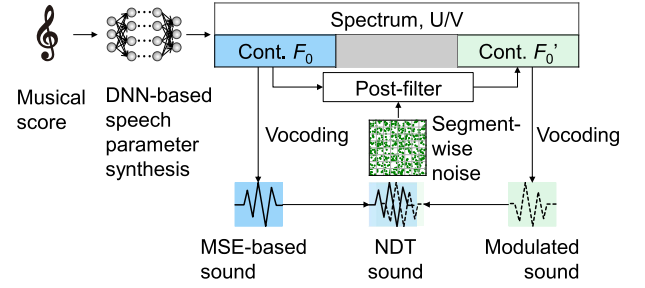 Spectrum, U/V
Cont. F0
Cont. F0'
Musical
score
DNN-based
speech
parameter
synthesis
Post-filter
Vocoding
Segment-
wise
noise
Vocoding
MSE-based
sound
NDT
sound
Modulated
sound